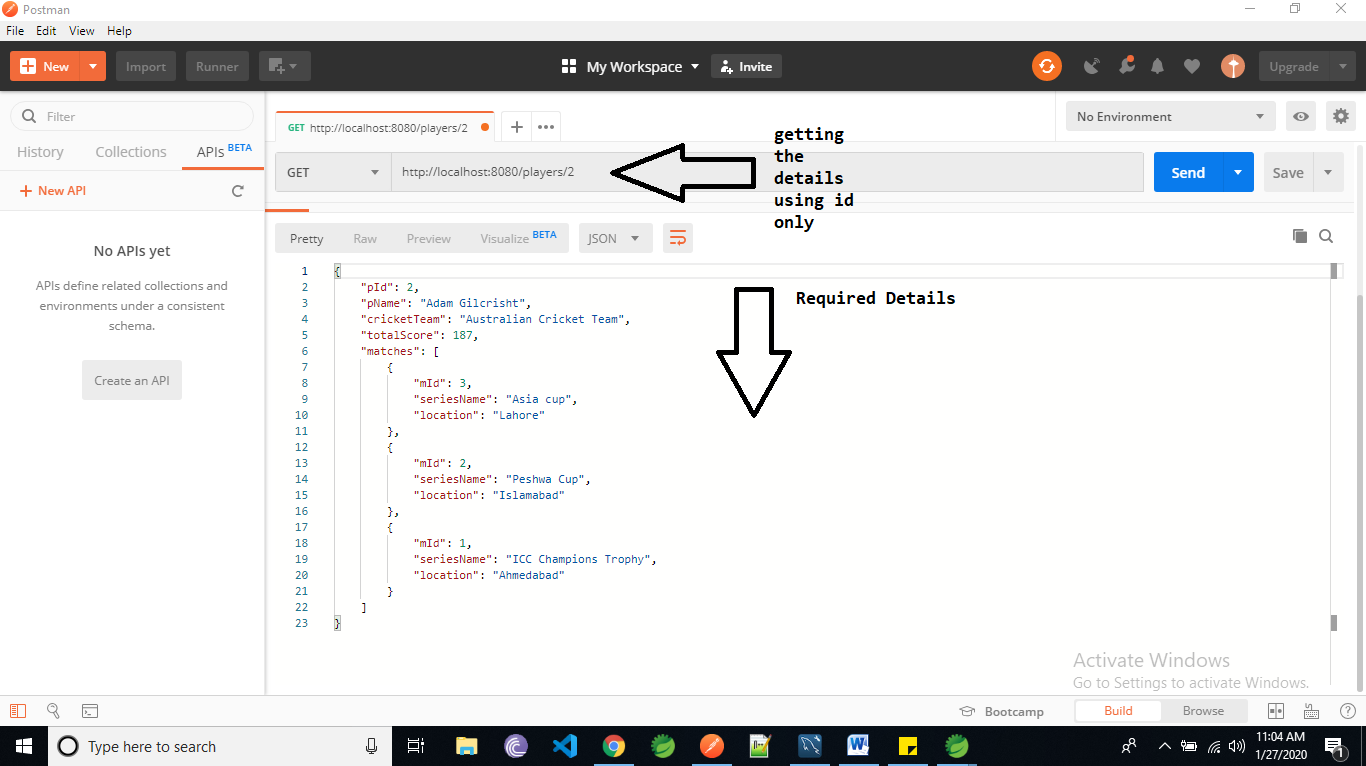 Postman
File Edit View Help
New Import Runner My Workspace Invite Upgrade
Filter
History Collections APIs BETA
New API
No APIs yet
APIs define related collections and
environments under a consistent
schema.
Create an API
GET http://localhost:8080/players/2
No Environment
GET http://localhost:8080/players/2
Send Save
getting
the
details
using id
only
Pretty Raw Preview Visualize BETA JSON
Required Details
1 {
2 "pId": 2,
3 "pName": "Adam Gilcrisht",
4 "cricketTeam": "Australian Cricket Team",
5 "totalScore": 187,
6 "matches": [
7 {
8 "mId": 3,
9 "seriesName": "Asia cup",
10 "location": "Lahore"
11 },
12 {
13 "mId": 2,
14 "seriesName": "Peshwa Cup",
15 "location": "Islamabad"
16 },
17 {
18 "mId": 1,
19 "seriesName": "ICC Champions Trophy",
20 "location": "Ahmedabad"
21 }
22 ]
23 }
Activate Windows
Go to Settings to activate Windows.
Bootcamp Build Browse
Type here to search
11:04 AM
1/27/2020
1